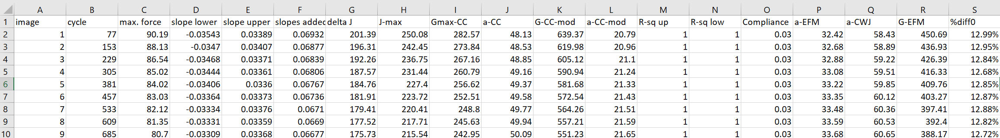 A B C D E F G H I J K L M N O P Q R S
1 image cycle max. force slope lower slope upper slopes added delta J J-max Gmax-CC a-CC G-CC-mod a-CC-mod R-sq up R-sq low Compliance a-EFM a-CWJ G-EFM %diff0
2 1 77 90.19 -0.03543 0.03389 0.06932 201.39 250.08 282.57 48.13 639.37 20.79 1 1 0.03 32.42 58.43 450.69 12.99%
3 2 153 88.13 -0.0347 0.03407 0.06877 196.31 242.45 273.84 48.53 619.98 20.96 1 1 0.03 32.68 58.89 436.93 12.95%
4 3 229 86.54 -0.03468 0.03371 0.06839 192.26 236.75 267.16 48.85 605.12 21.1 1 1 0.03 32.88 59.22 426.39 12.84%
5 4 305 85.02 -0.03444 0.03361 0.06806 187.57 231.44 260.79 49.16 590.94 21.24 1 1 0.03 33.08 59.51 416.33 12.68%
6 5 381 84.02 -0.03406 0.0336 0.06767 184.76 227.4 256.62 49.37 581.68 21.33 1 1 0.03 33.22 59.85 409.76 12.85%
7 6 457 83.03 -0.03364 0.03373 0.06736 181.91 223.72 252.51 49.58 572.54 21.43 1 1 0.03 33.35 60.12 403.27 12.87%
8 7 533 82.12 -0.03334 0.03376 0.0671 179.41 220.41 248.8 49.77 564.26 21.51 1 1 0.03 33.48 60.36 397.41 12.88%
9 8 609 81.35 -0.03331 0.03359 0.0669 177.52 217.71 245.63 49.94 557.21 21.59 1 1 0.03 33.59 60.53 392.4 12.82%
10 9 685 80.7 -0.03309 0.03368 0.06677 175.73 215.54 242.95 50.09 551.23 21.65 1 1 0.03 33.68 60.65 388.17 12.72%